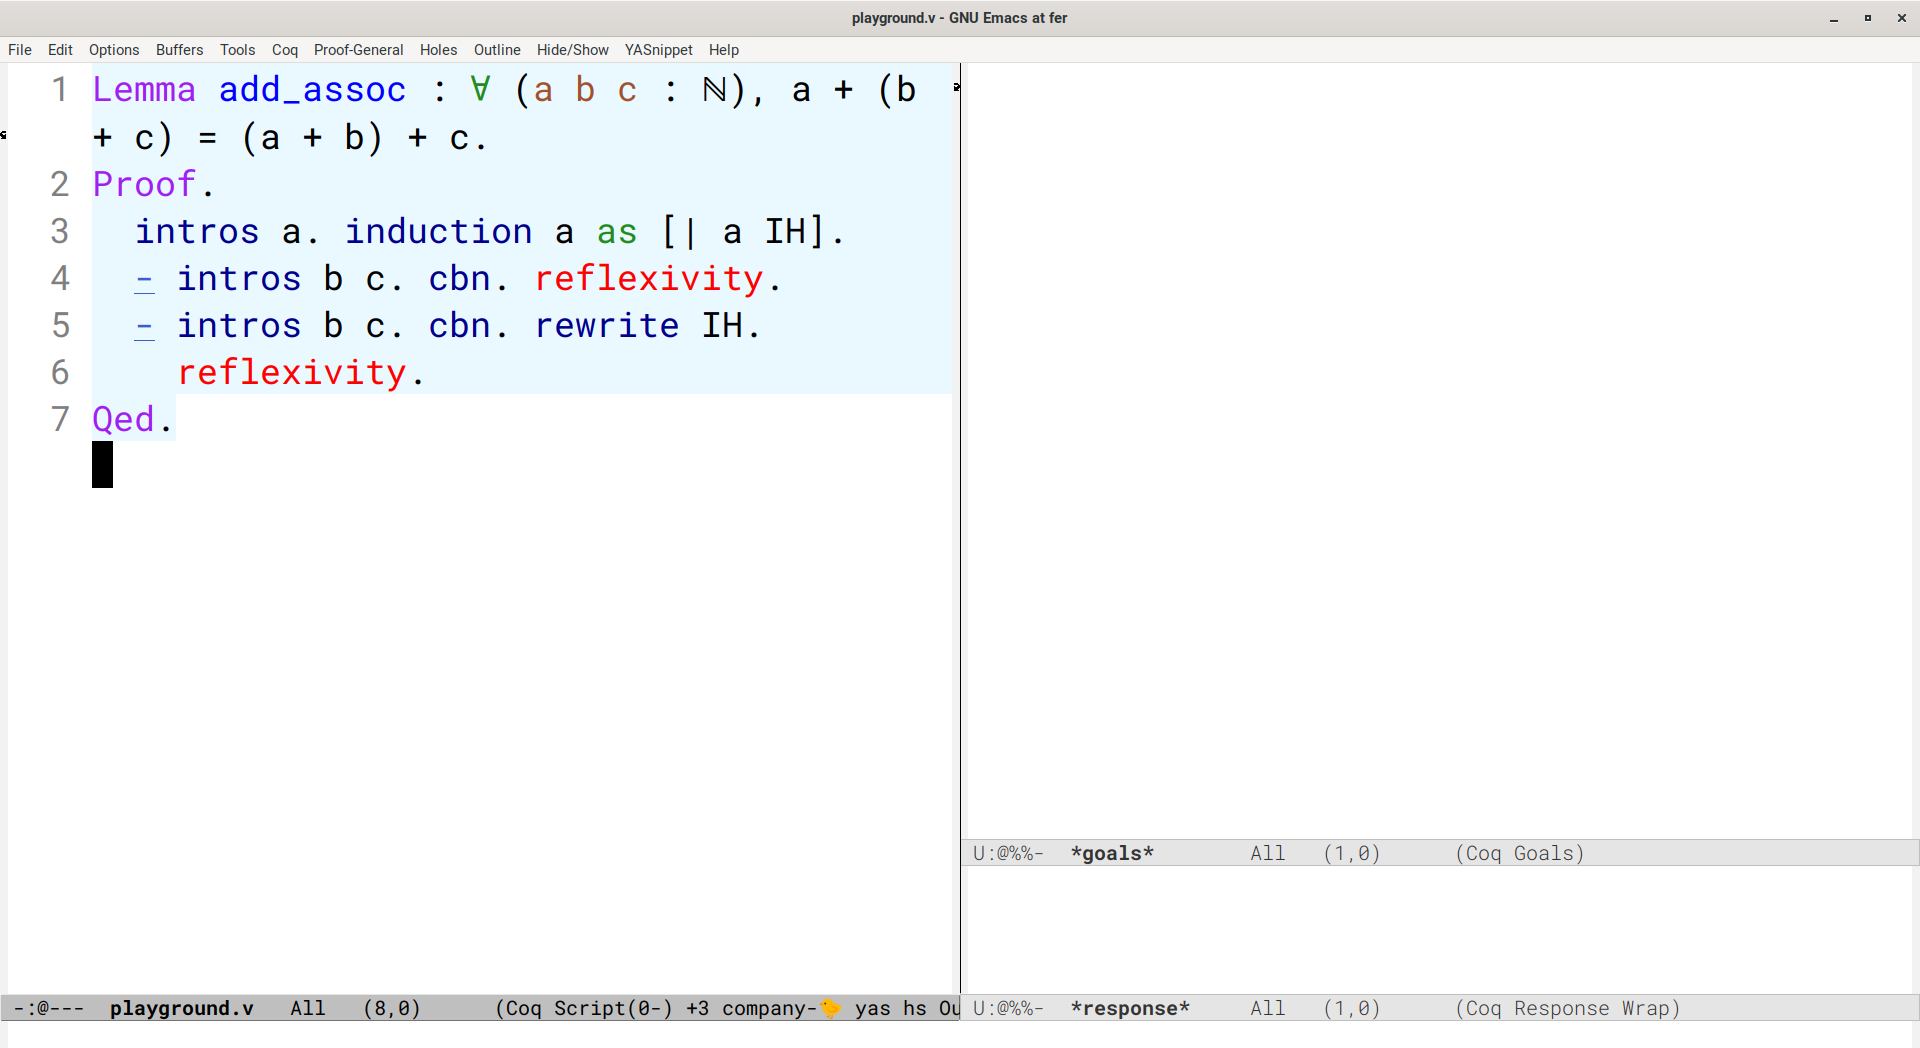 playground.v - GNU Emacs at fer
File Edit Options Buffers Tools Coq Proof-General Holes Outline Hide/Show YASnippet Help
1 Lemma add_assoc : ∀ (a b c : ℕ), a + (b
+ c) = (a + b) + c.
2 Proof.
3 intros a. induction a as [| a IH].
4 - intros b c. cbn. reflexivity.
5 - intros b c. cbn. rewrite IH.
6 reflexivity.
7 Qed.
-:@--- playground.v All (8,0) (Coq Script(0-) +3 company-🐤 yas hs Ou
U:@%%- *goals* All (1,0) (Coq Goals)
U:@%%- *response* All (1,0) (Coq Response Wrap)